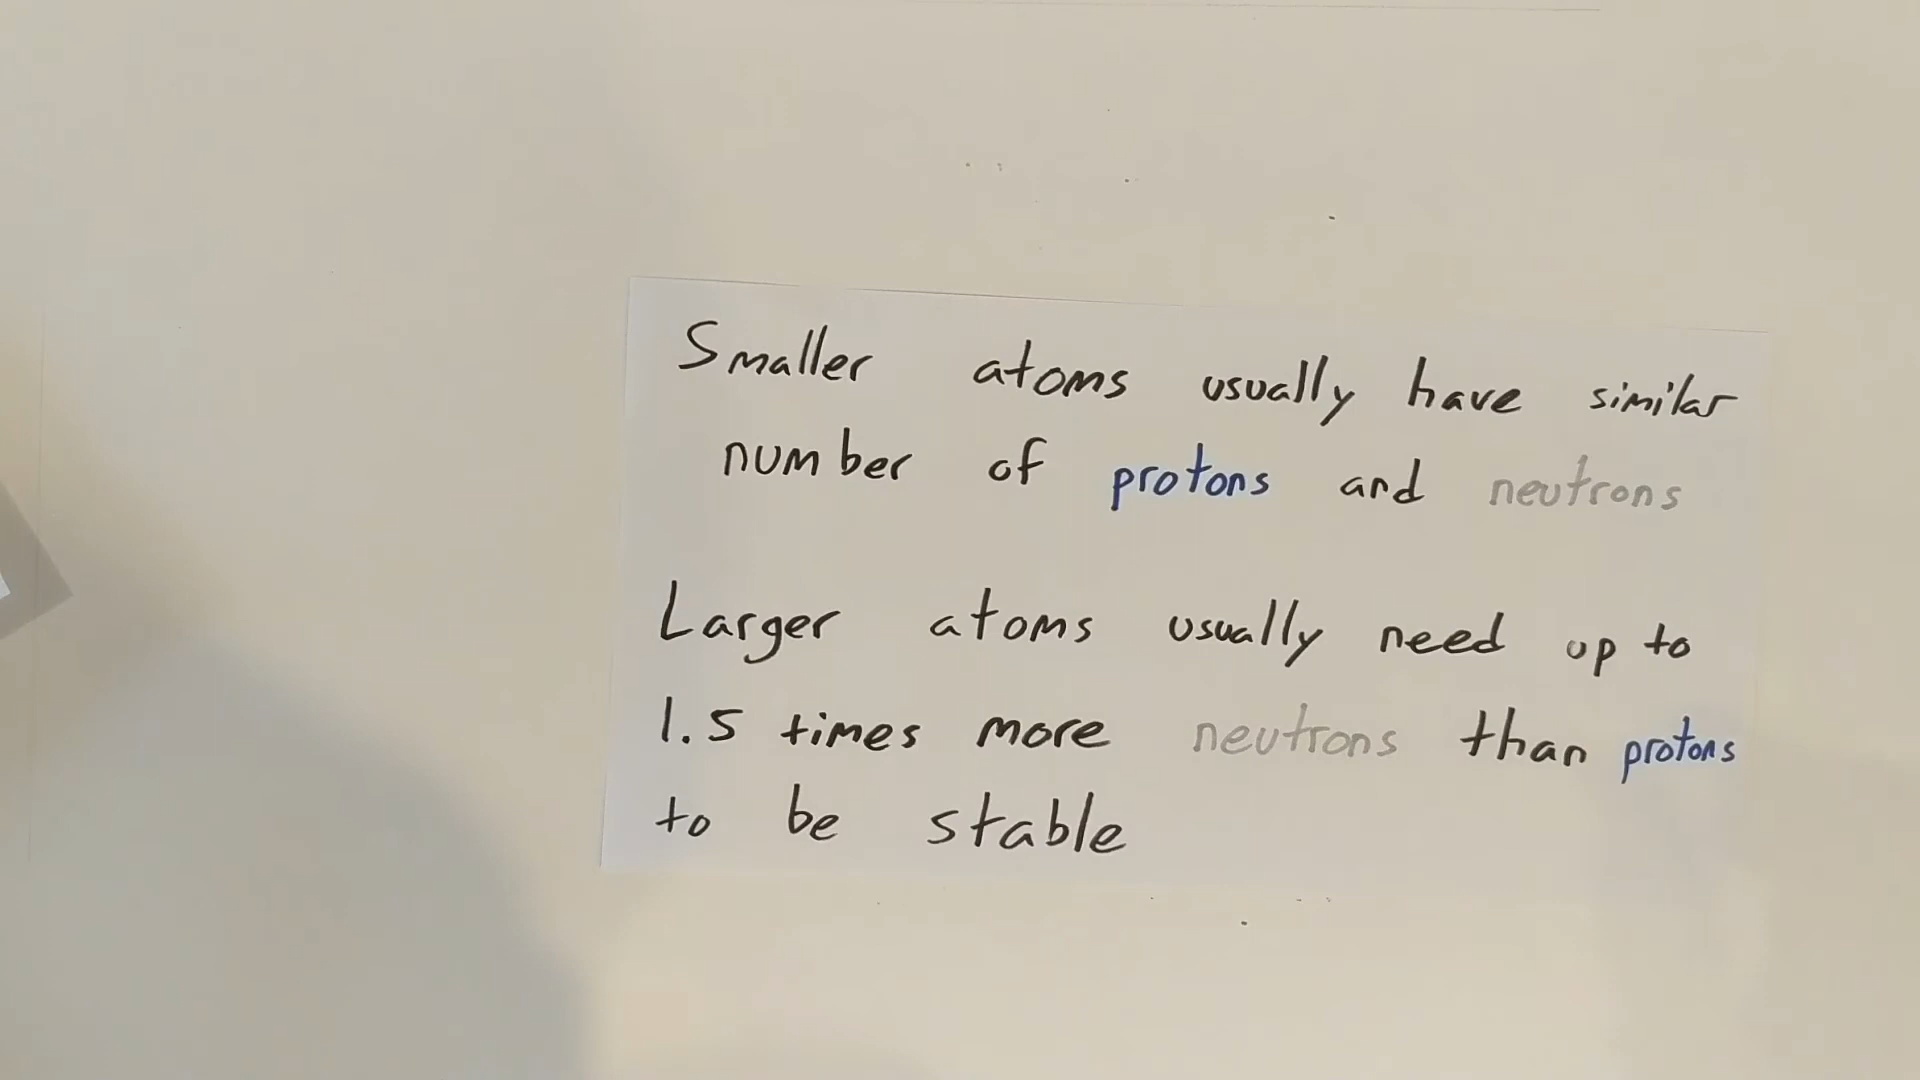 Smaller atoms usually have similar
number of protons and neutrons
Larger atoms usually need up to
1.5 times more neutrons than protons
to be stable